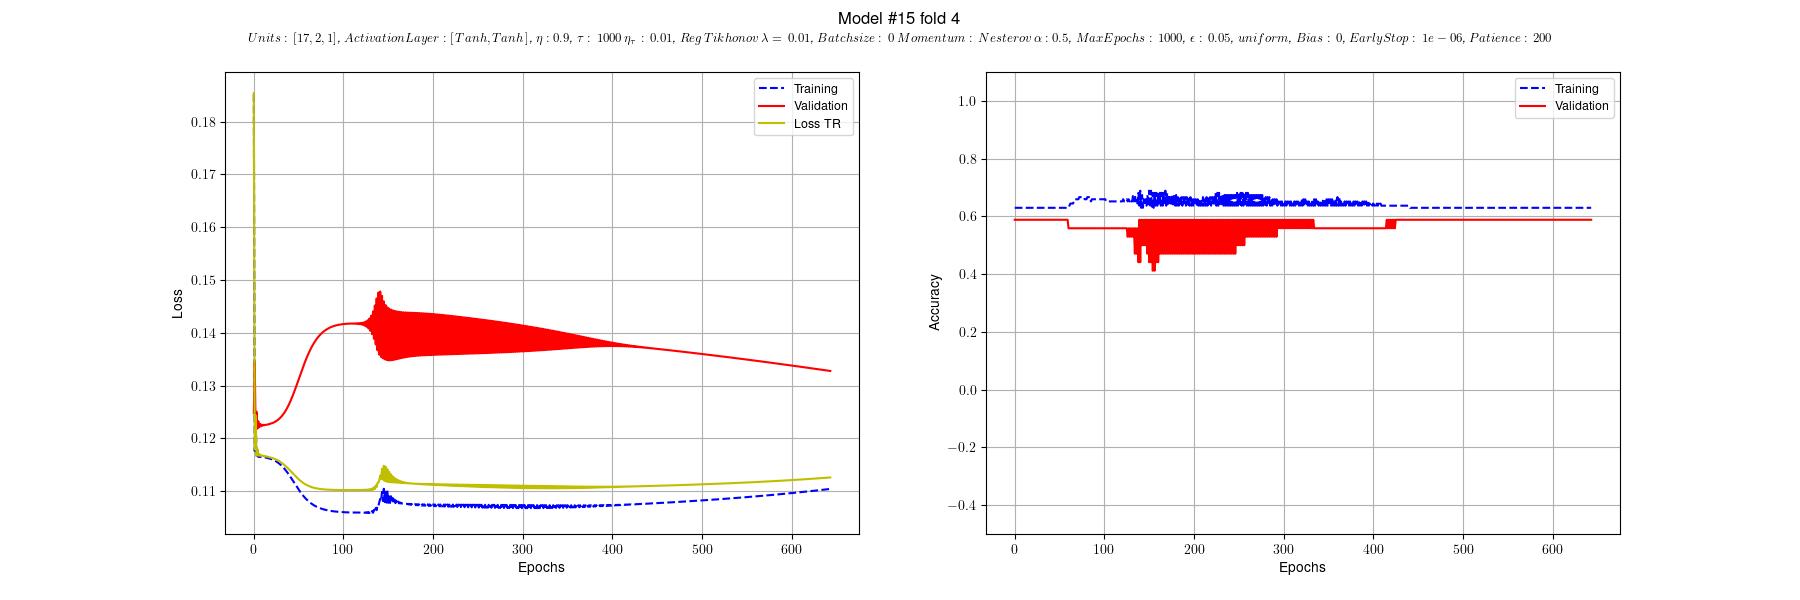 Model #15 fold 4
Units : [17, 2, 1], ActivationLayer : [Tanh, Tanh], η : 0.9, τ : 1000 ητ : 0.01, Reg Tikhonov λ = 0.01, Batchsize : 0 Momentum : Nesterov α : 0.5, MaxEpochs : 1000, ϵ : 0.05, uniform, Bias : 0, EarlyStop : 1e − 06, Patience : 200
Training
Validation
Loss TR
0.18
0.17
0.16
0.15
0.14
0.13
0.12
0.11
Loss
0 100 200 300 400 500 600
Epochs
Training
Validation
1.0
0.8
0.6
0.4
0.2
0.0
−0.2
−0.4
Accuracy
0 100 200 300 400 500 600
Epochs